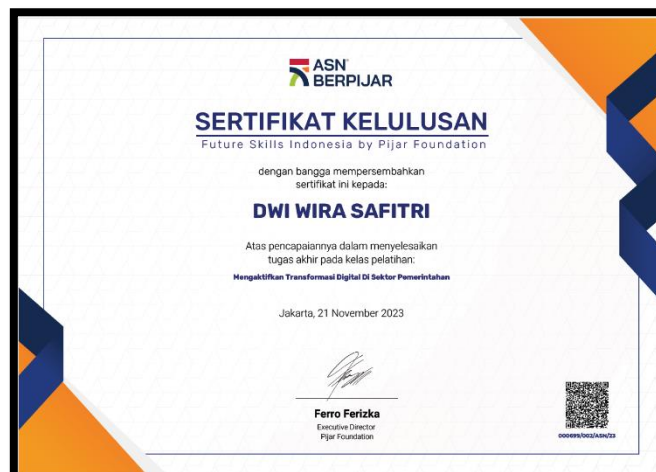 ASN
BERPIJAR
SERTIFIKAT KELULUSAN
Future Skills Indonesia by Pijar Foundation
dengan bangga mempersembahkan
sertifikat ini kepada:
DWI WIRA SAFITRI
Atas pencapaiannya dalam menyelesaikan
tugas akhir pada kelas pelatihan:
Mengaktifkan Transformasi Digital Di Sektor Pemerintahan
Jakarta, 21 November 2023
Ferro Ferizka
Executive Director
Pijar Foundation
000699/002/ASN/23